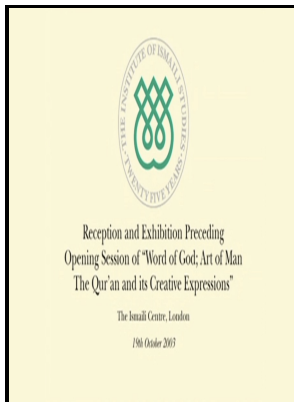 THE INSTITUTE OF ISMAILI STUDIES
TWENTY FIVE YEARS
Reception and Exhibition Preceding
Opening Session of “Word of God; Art of Man
The Qur’an and its Creative Expressions”
The Ismaili Centre, London
19th October 2003